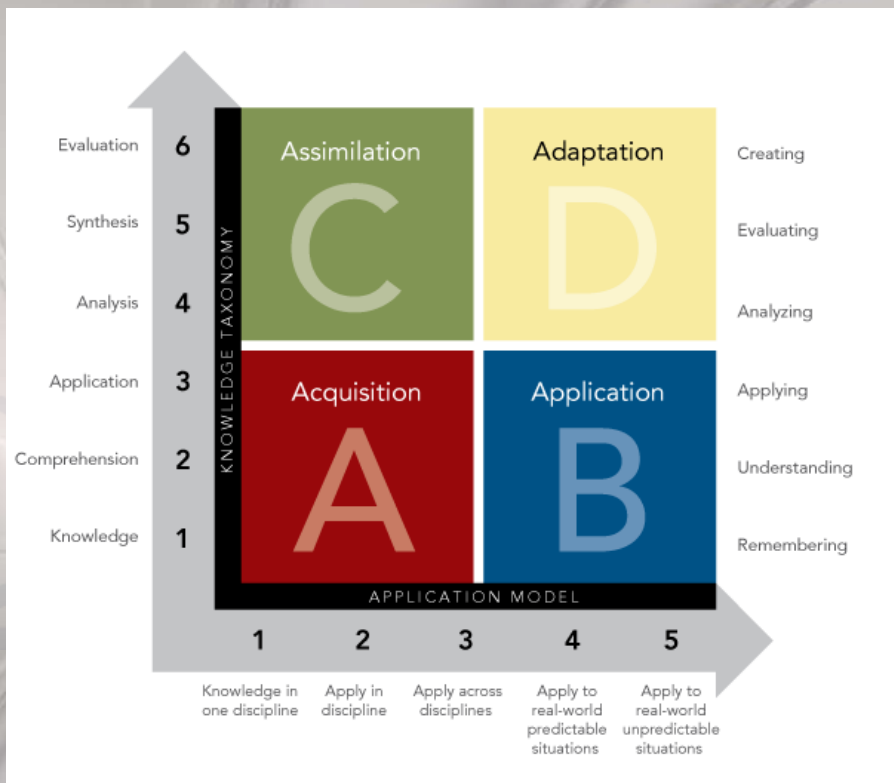 Evaluation
6
Synthesis
5
Analysis
4
Application
3
Comprehension
2
Knowledge
1
KNOWLEDGE TAXONOMY
Assimilation
C
Adaptation
D
Acquisition
A
Application
B
Creating
Evaluating
Analyzing
Applying
Understanding
Remembering
APPLICATION MODEL
1
2
3
4
5
Knowledge in
one discipline
Apply in
discipline
Apply across
disciplines
Apply to
real-world
predictable
situations
Apply to
real-world
unpredictable
situations